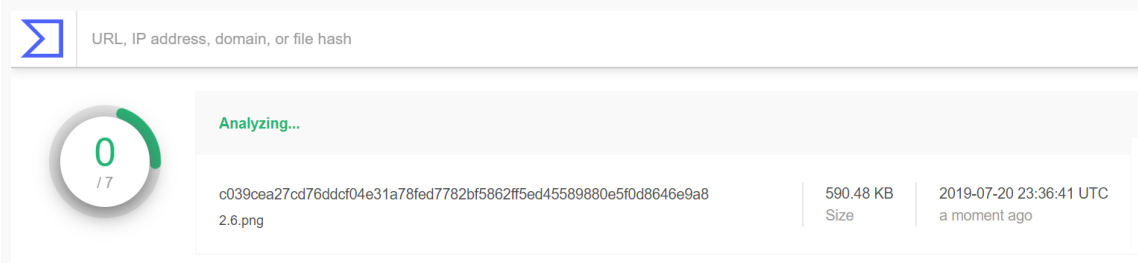 URL, IP address, domain, or file hash
Analyzing...
0
/ 7
c039cea27cd76ddcf04e31a78fed7782bf5862ff5ed45589880e5f0d8646e9a8
2.6.png
590.48 KB
Size
2019-07-20 23:36:41 UTC
a moment ago